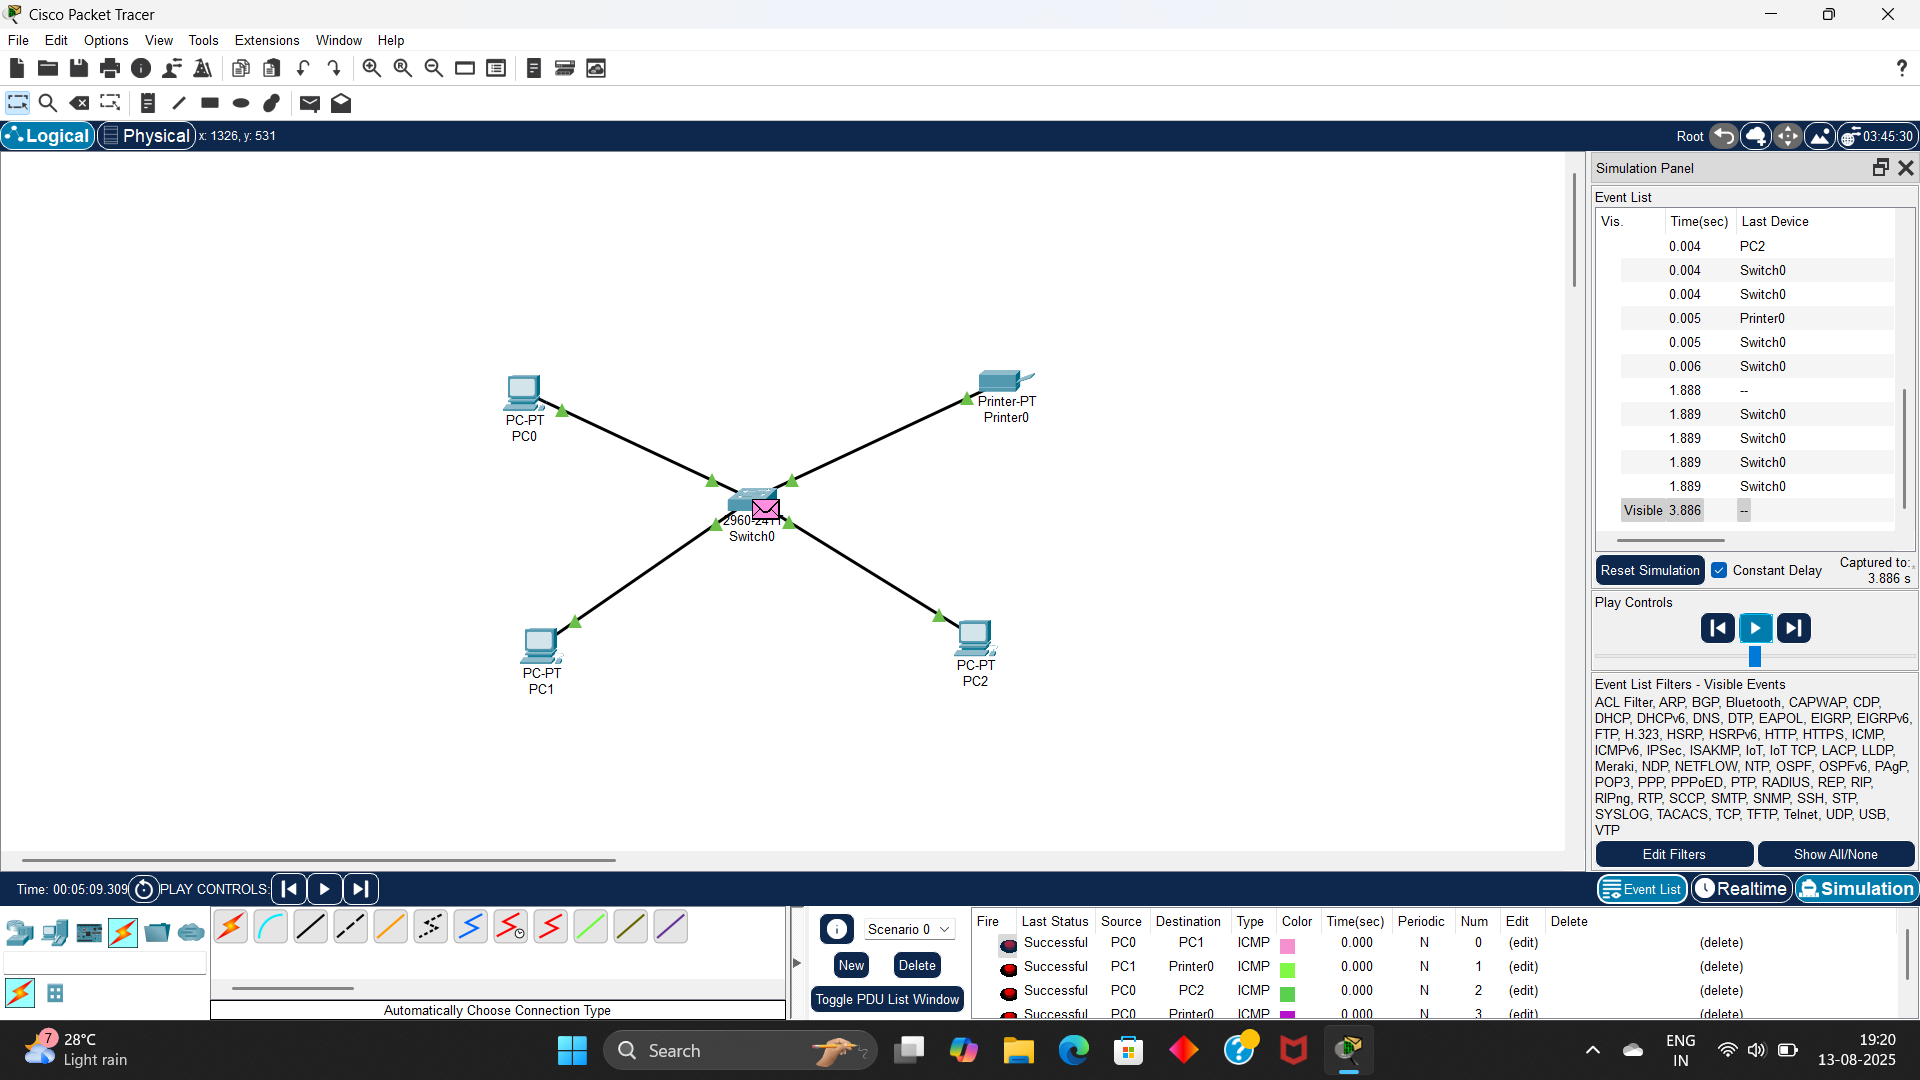 Cisco Packet Tracer
File Edit Options View Tools Extensions Window Help
Logical Physical x: 1326, y: 531 Root 03:45:30
Simulation Panel
Event List
Vis. Time(sec) Last Device
0.004 PC2
0.004 Switch0
0.004 Switch0
0.005 Printer0
0.005 Switch0
0.006 Switch0
1.888 --
1.889 Switch0
1.889 Switch0
1.889 Switch0
1.889 Switch0
Visible 3.886 --
Reset Simulation Constant Delay Captured to:
3.886 s
Play Controls
Event List Filters - Visible Events
ACL Filter, ARP, BGP, Bluetooth, CAPWAP, CDP,
DHCP, DHCPv6, DNS, DTP, EAPOL, EIGRP, EIGRPv6,
FTP, H.323, HSRP, HSRPv6, HTTP, HTTPS, ICMP,
ICMPv6, IPSec, ISAKMP, IoT, IoT TCP, LACP, LLDP,
Meraki, NDP, NETFLOW, NTP, OSPF, OSPFv6, PAgP,
POP3, PPP, PPPoED, PTP, RADIUS, REP, RIP,
RIPng, RTP, SCCP, SMTP, SNMP, SSH, STP,
SYSLOG, TACACS, TCP, TFTP, Telnet, UDP, USB,
VTP
Edit Filters Show All/None
PC-PT
PC0
Printer-PT
Printer0
Switch0
PC-PT
PC1
PC-PT
PC2
Time: 00:05:09.309 PLAY CONTROLS: Event List Realtime Simulation
Automatically Choose Connection Type
Scenario 0
New Delete
Toggle PDU List Window
Fire Last Status Source Destination Type Color Time(sec) Periodic Num Edit Delete
Successful PC0 PC1 ICMP 0.000 N 0 (edit) (delete)
Successful PC1 Printer0 ICMP 0.000 N 1 (edit) (delete)
Successful PC0 PC2 ICMP 0.000 N 2 (edit) (delete)
Successful PC0 Printer0 ICMP 0.000 N 3 (edit) (delete)
7
28°C
Light rain
Search
ENG
IN
19:20
13-08-2025